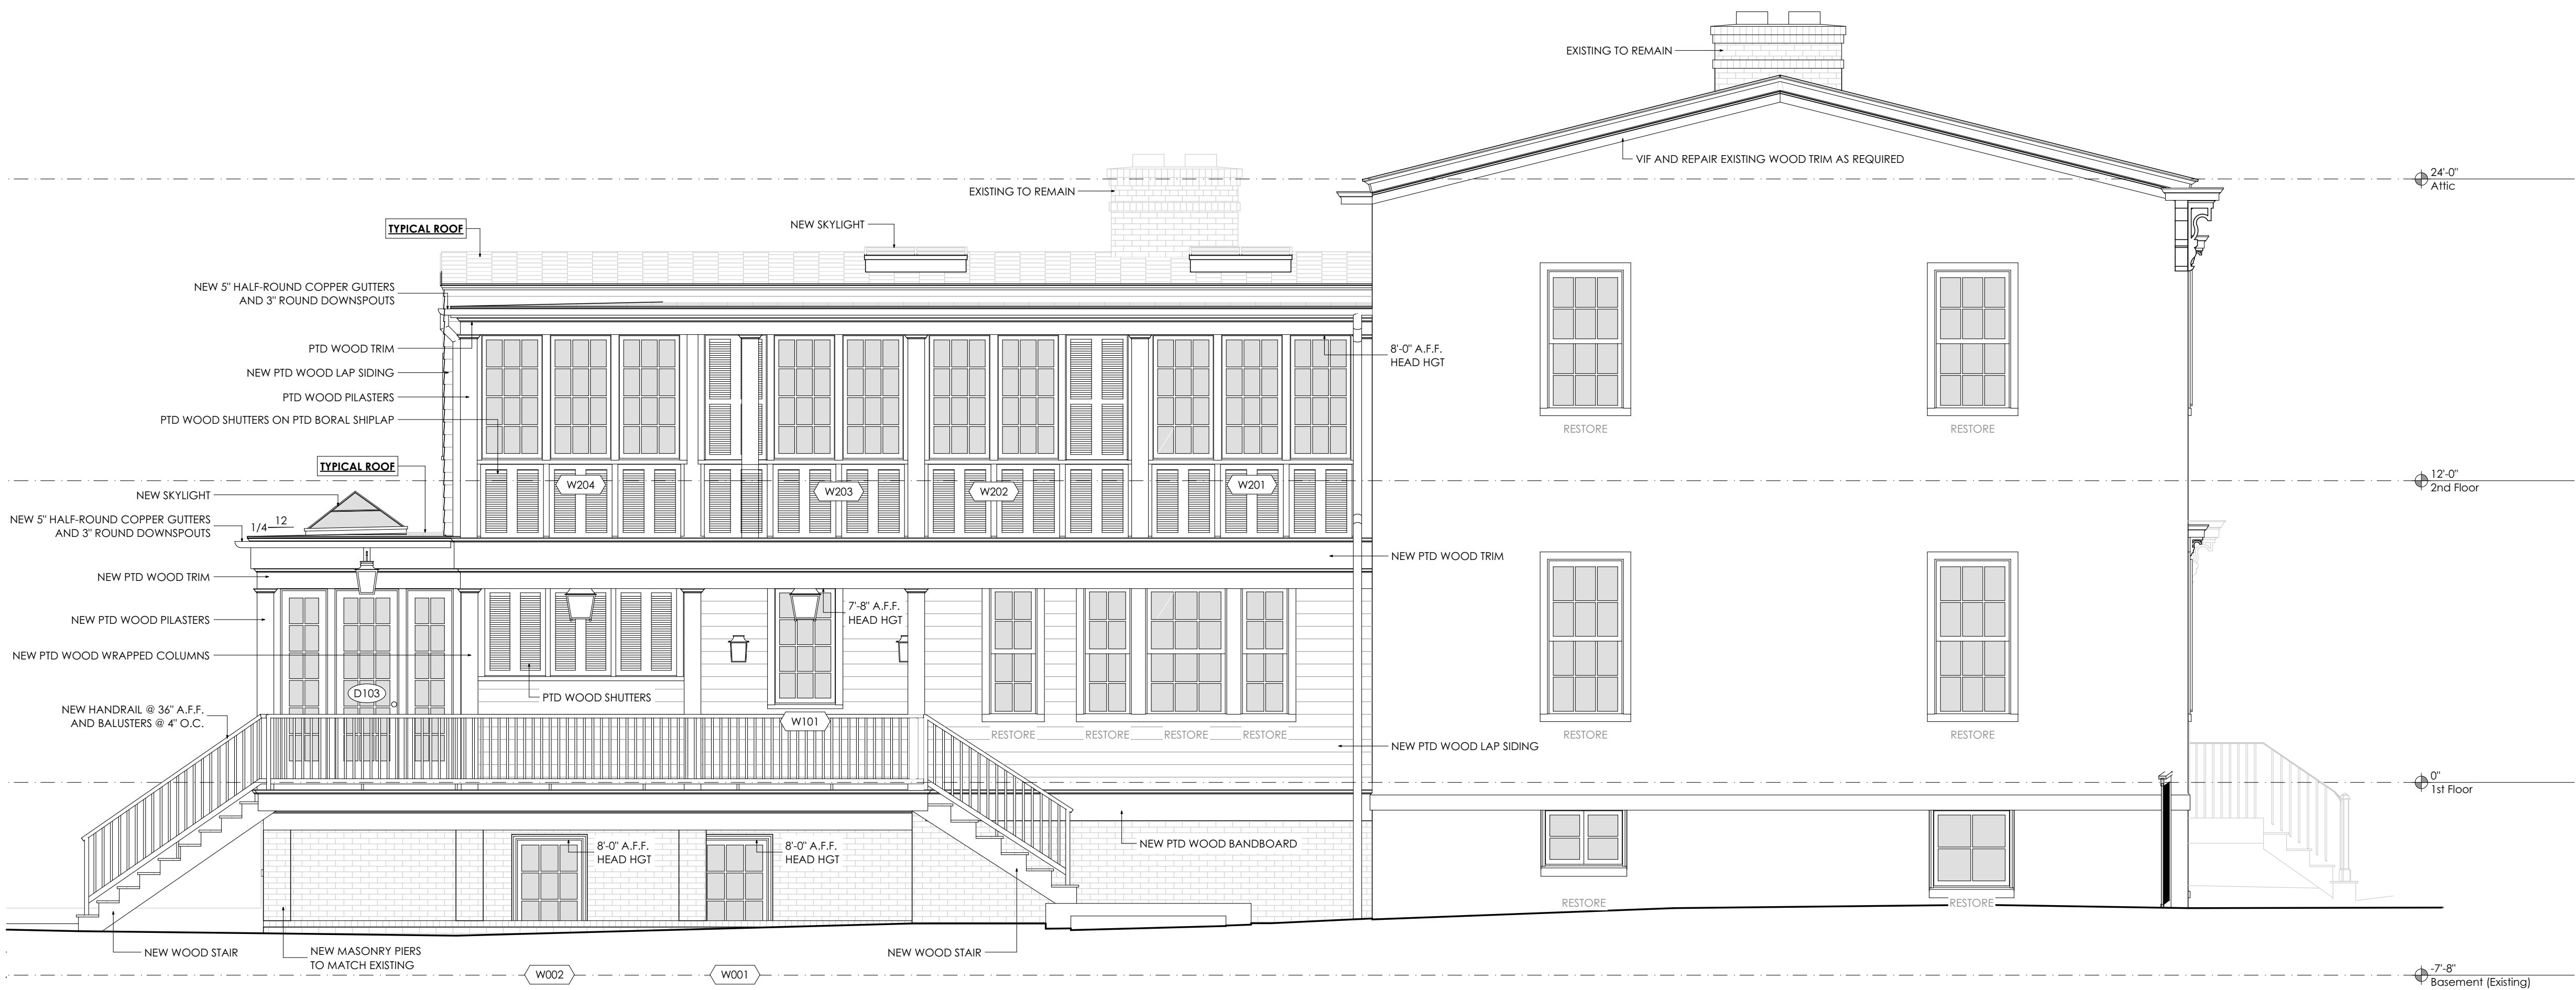 EXISTING TO REMAIN
VIF AND REPAIR EXISTING WOOD TRIM AS REQUIRED
24'-0"
Attic
EXISTING TO REMAIN
NEW SKYLIGHT
TYPICAL ROOF
NEW 5" HALF-ROUND COPPER GUTTERS
AND 3" ROUND DOWNSPOUTS
PTD WOOD TRIM
8'-0" A.F.F.
HEAD HGT
NEW PTD WOOD LAP SIDING
PTD WOOD PILASTERS
PTD WOOD SHUTTERS ON PTD BORAL SHIPLAP
RESTORE
RESTORE
TYPICAL ROOF
W204
W203
W202
W201
12'-0"
2nd Floor
NEW SKYLIGHT
NEW 5" HALF-ROUND COPPER GUTTERS
AND 3" ROUND DOWNSPOUTS
12
1/4
NEW PTD WOOD TRIM
NEW PTD WOOD TRIM
7'-8" A.F.F.
HEAD HGT
NEW PTD WOOD PILASTERS
NEW PTD WOOD WRAPPED COLUMNS
D103
PTD WOOD SHUTTERS
NEW HANDRAIL @ 36" A.F.F.
AND BALUSTERS @ 4" O.C.
W101
RESTORE
RESTORE
RESTORE
RESTORE
RESTORE
RESTORE
NEW PTD WOOD LAP SIDING
0"
1st Floor
8'-0" A.F.F.
HEAD HGT
8'-0" A.F.F.
HEAD HGT
NEW PTD WOOD BANDBOARD
RESTORE
RESTORE
NEW WOOD STAIR
NEW MASONRY PIERS
TO MATCH EXISTING
NEW WOOD STAIR
W002
W001
-7'-8"
Basement (Existing)